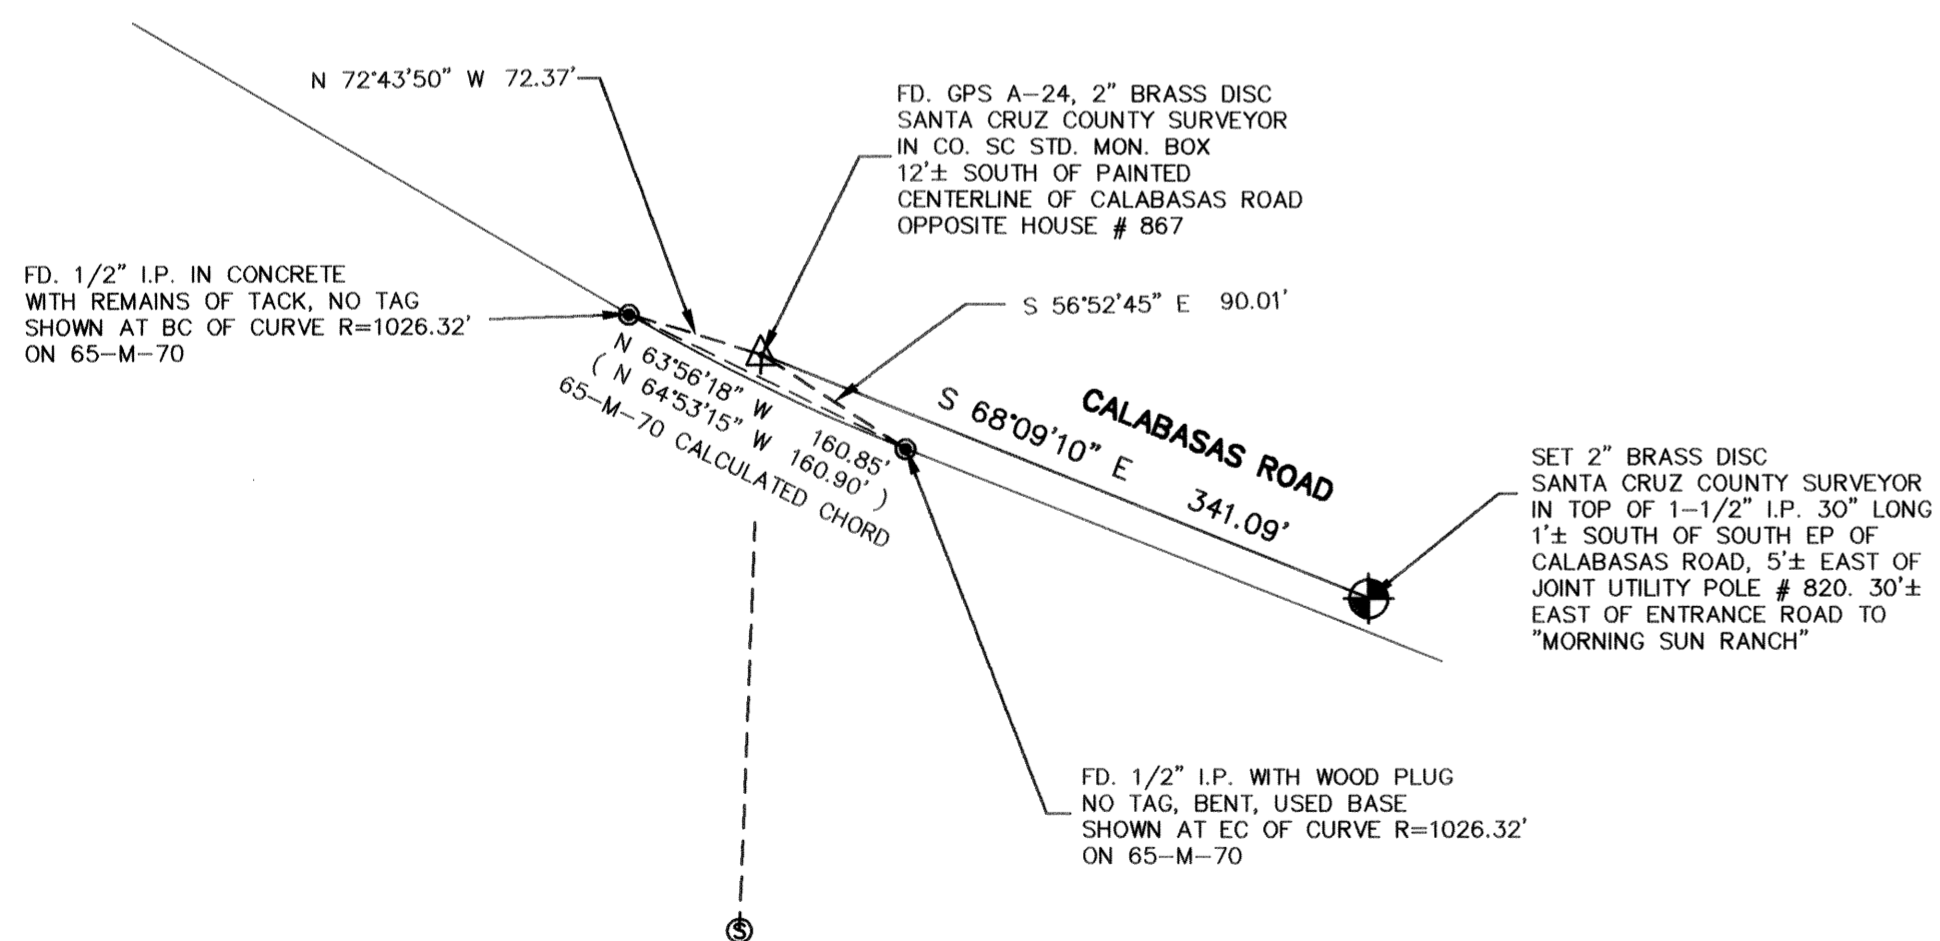 N 72°43'50" W 72.37'
FD. GPS A-24, 2" BRASS DISC
SANTA CRUZ COUNTY SURVEYOR
IN CO. SC STD. MON. BOX
12'± SOUTH OF PAINTED
CENTERLINE OF CALABASAS ROAD
OPPOSITE HOUSE # 867
FD. 1/2" I.P. IN CONCRETE
WITH REMAINS OF TACK, NO TAG
SHOWN AT BC OF CURVE R=1026.32'
ON 65-M-70
S 56°52'45" E 90.01'
N 63°56'18" W 160.85'
( N 64°53'15" W 160.90' )
65-M-70 CALCULATED CHORD
CALABASAS ROAD
S 68°09'10" E 341.09'
SET 2" BRASS DISC
SANTA CRUZ COUNTY SURVEYOR
IN TOP OF 1-1/2" I.P. 30" LONG
1'± SOUTH OF SOUTH EP OF
CALABASAS ROAD, 5'± EAST OF
JOINT UTILITY POLE # 820. 30'±
EAST OF ENTRANCE ROAD TO
"MORNING SUN RANCH"
FD. 1/2" I.P. WITH WOOD PLUG
NO TAG, BENT, USED BASE
SHOWN AT EC OF CURVE R=1026.32'
ON 65-M-70
S